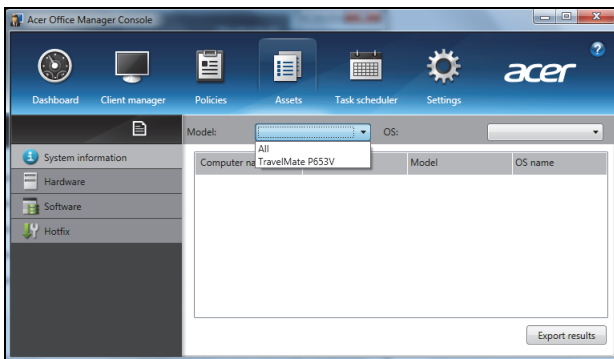 Acer Office Manager Console
?
acer
Dashboard Client manager Policies Assets Task scheduler Settings
Model: OS:
All
TravelMate P653V
System information
Hardware
Software
Hotfix
Computer na Model OS name
Export results